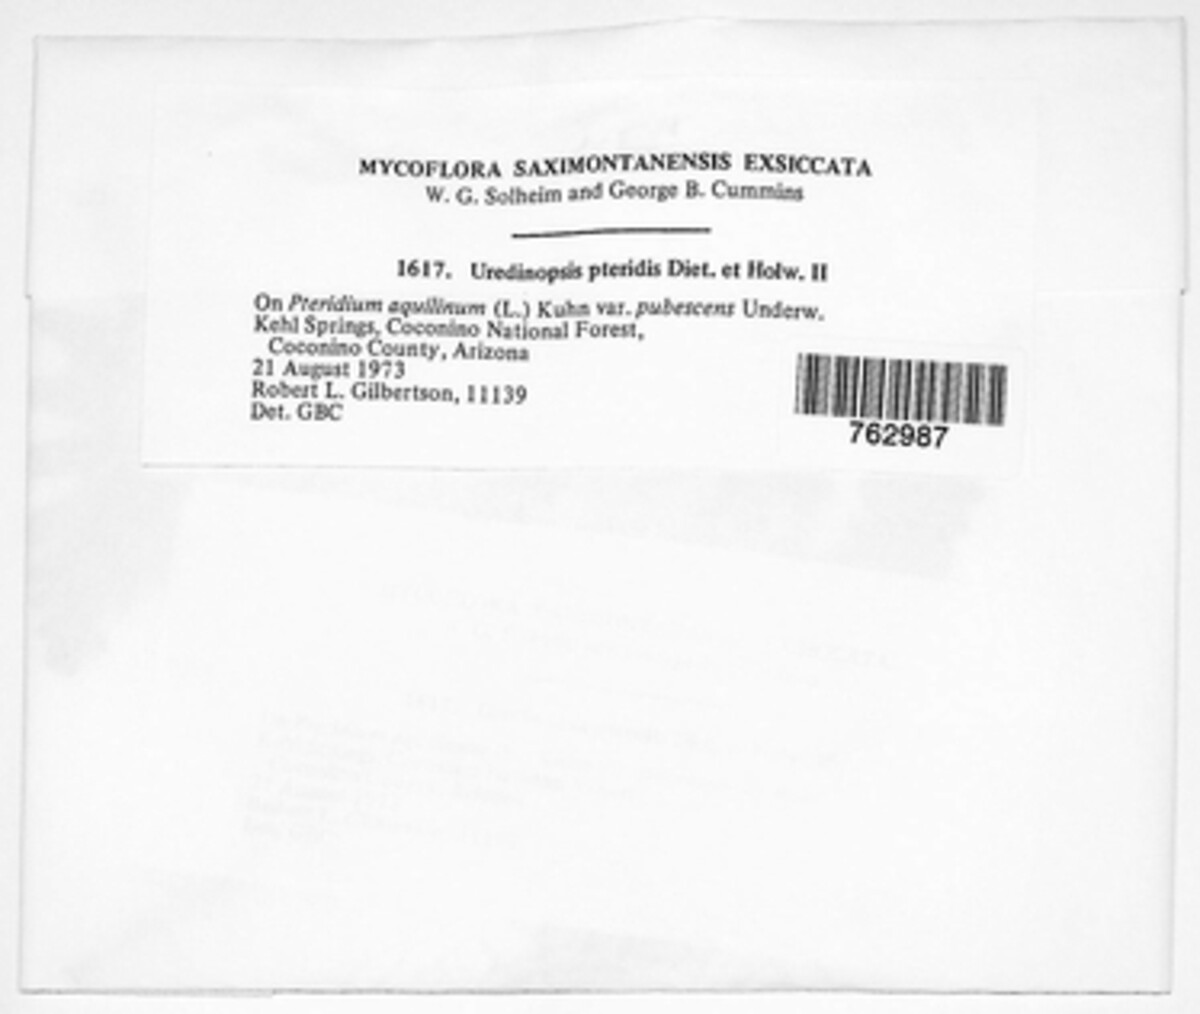 MYCOFLORA SAXIMONTANENSIS EXSICCATA
W. G. Solheim and George B. Cummins
1617. Uredinopsis pteridis Diet. et Holw. II
On Pteridium aquilinum (L.) Kuhn var. pubescens Underw.
Kehl Springs, Coconino National Forest,
Coconino County, Arizona
21 August 1973
Robert L. Gilbertson, 11139
Det. GBC
762987